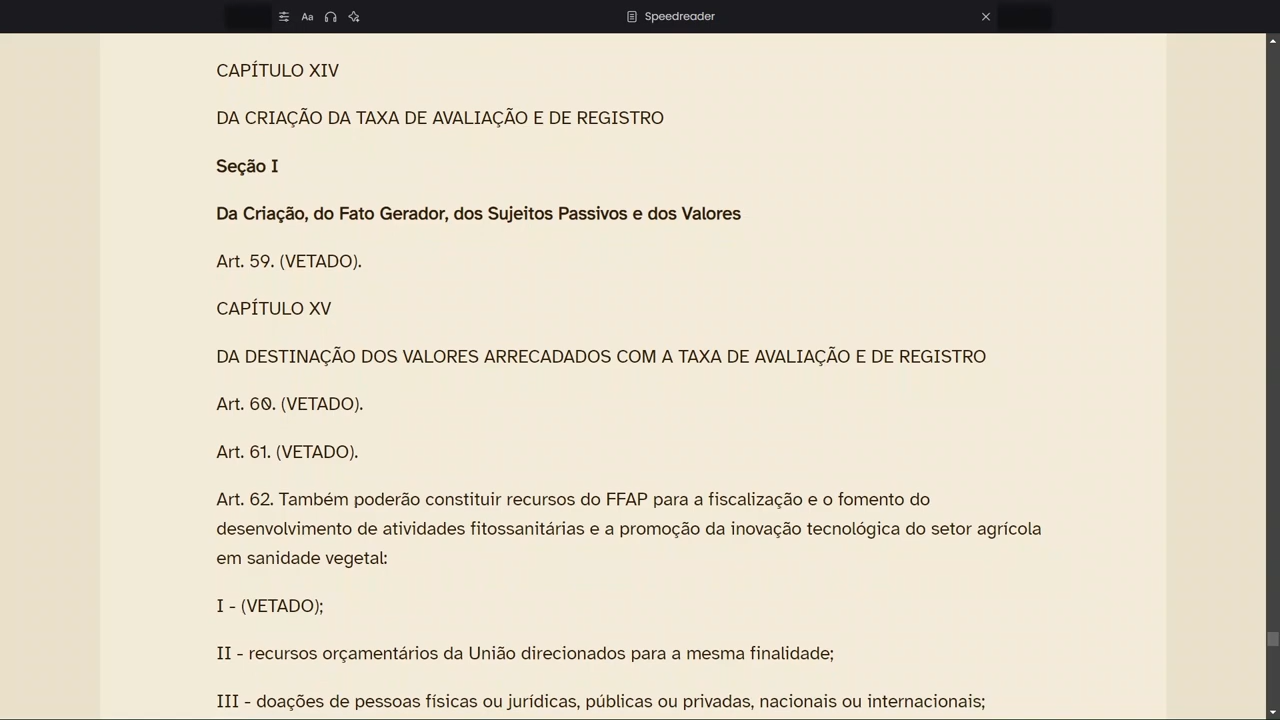 Aa
Speedreader
CAPÍTULO XIV
DA CRIAÇÃO DA TAXA DE AVALIAÇÃO E DE REGISTRO
Seção I
Da Criação, do Fato Gerador, dos Sujeitos Passivos e dos Valores
Art. 59. (VETADO).
CAPÍTULO XV
DA DESTINAÇÃO DOS VALORES ARRECADADOS COM A TAXA DE AVALIAÇÃO E DE REGISTRO
Art. 60. (VETADO).
Art. 61. (VETADO).
Art. 62. Também poderão constituir recursos do FFAP para a fiscalização e o fomento do
desenvolvimento de atividades fitossanitárias e a promoção da inovação tecnológica do setor agrícola
em sanidade vegetal:
I - (VETADO);
II - recursos orçamentários da União direcionados para a mesma finalidade;
III - doações de pessoas físicas ou jurídicas, públicas ou privadas, nacionais ou internacionais;